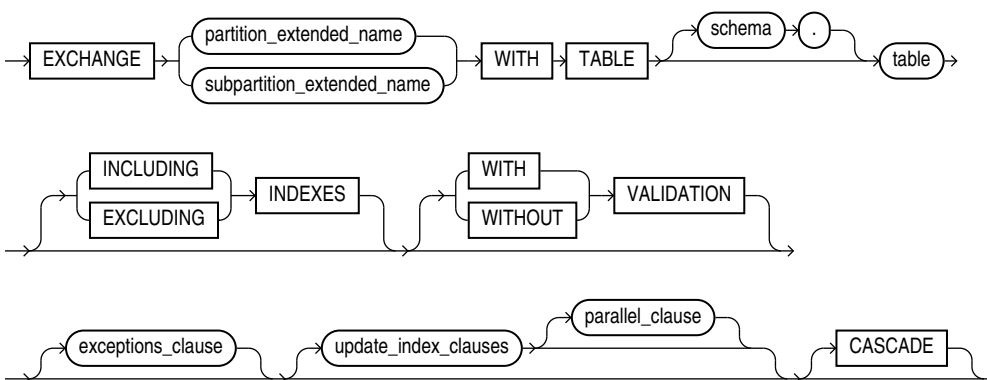 EXCHANGE partition_extended_name WITH TABLE schema . table
subpartition_extended_name
INCLUDING INDEXES WITH VALIDATION
EXCLUDING WITHOUT
exceptions_clause update_index_clauses parallel_clause CASCADE